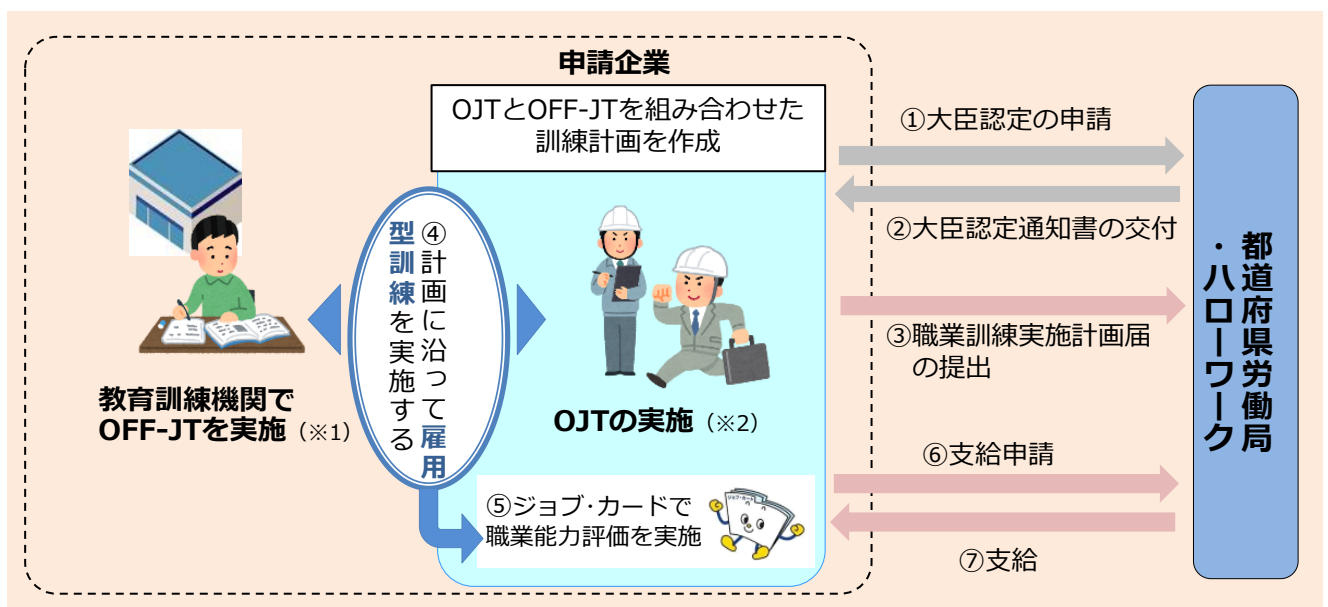 申請企業
OJTとOFF-JTを組み合わせた
訓練計画を作成
①大臣認定の申請
②大臣認定通知書の交付
③職業訓練実施計画届
の提出
④計画に沿って雇用
型訓練を実施する
教育訓練機関で
OFF-JTを実施（※1）
OJTの実施（※2）
⑤ジョブ・カードで
職業能力評価を実施
ジョブ・カード
⑥支給申請
⑦支給
都道府県労働局
・ハローワーク